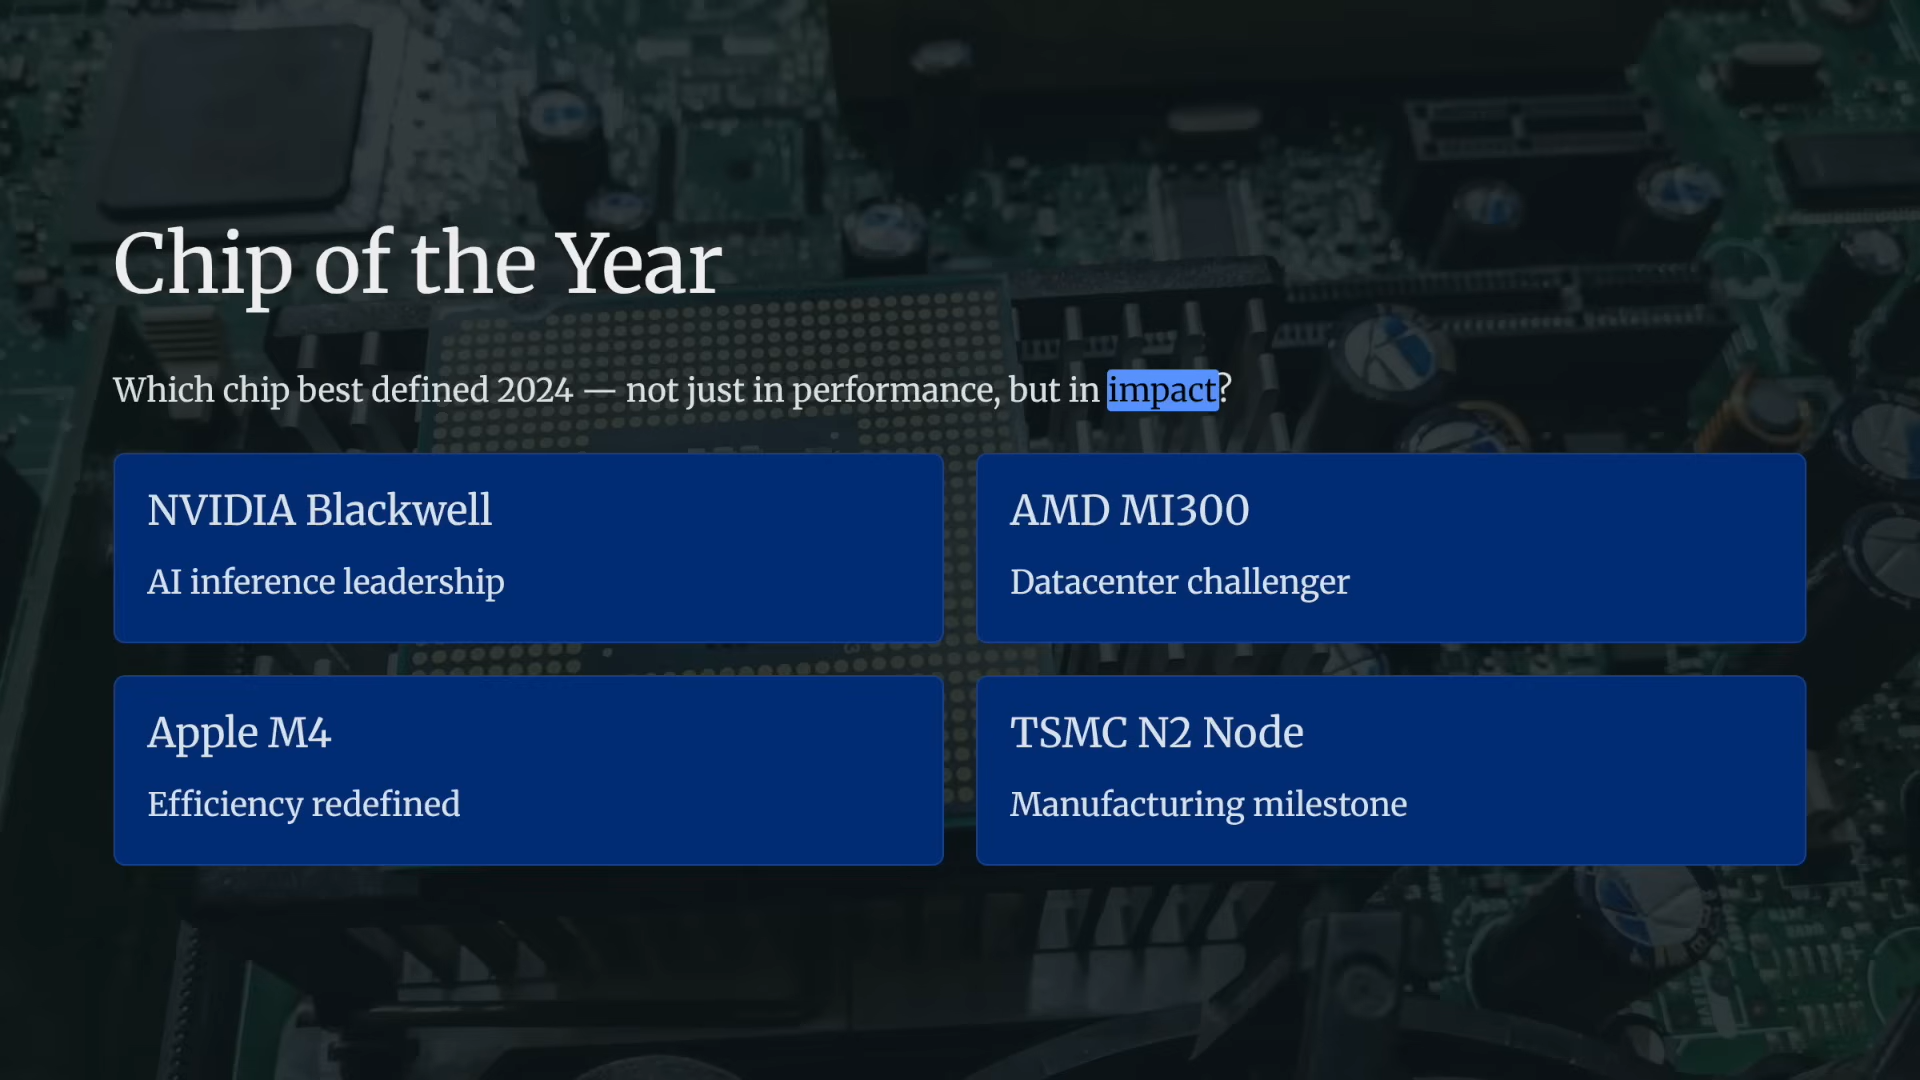 Chip of the Year
Which chip best defined 2024 — not just in performance, but in impact?
NVIDIA Blackwell
AI inference leadership
AMD MI300
Datacenter challenger
Apple M4
Efficiency redefined
TSMC N2 Node
Manufacturing milestone